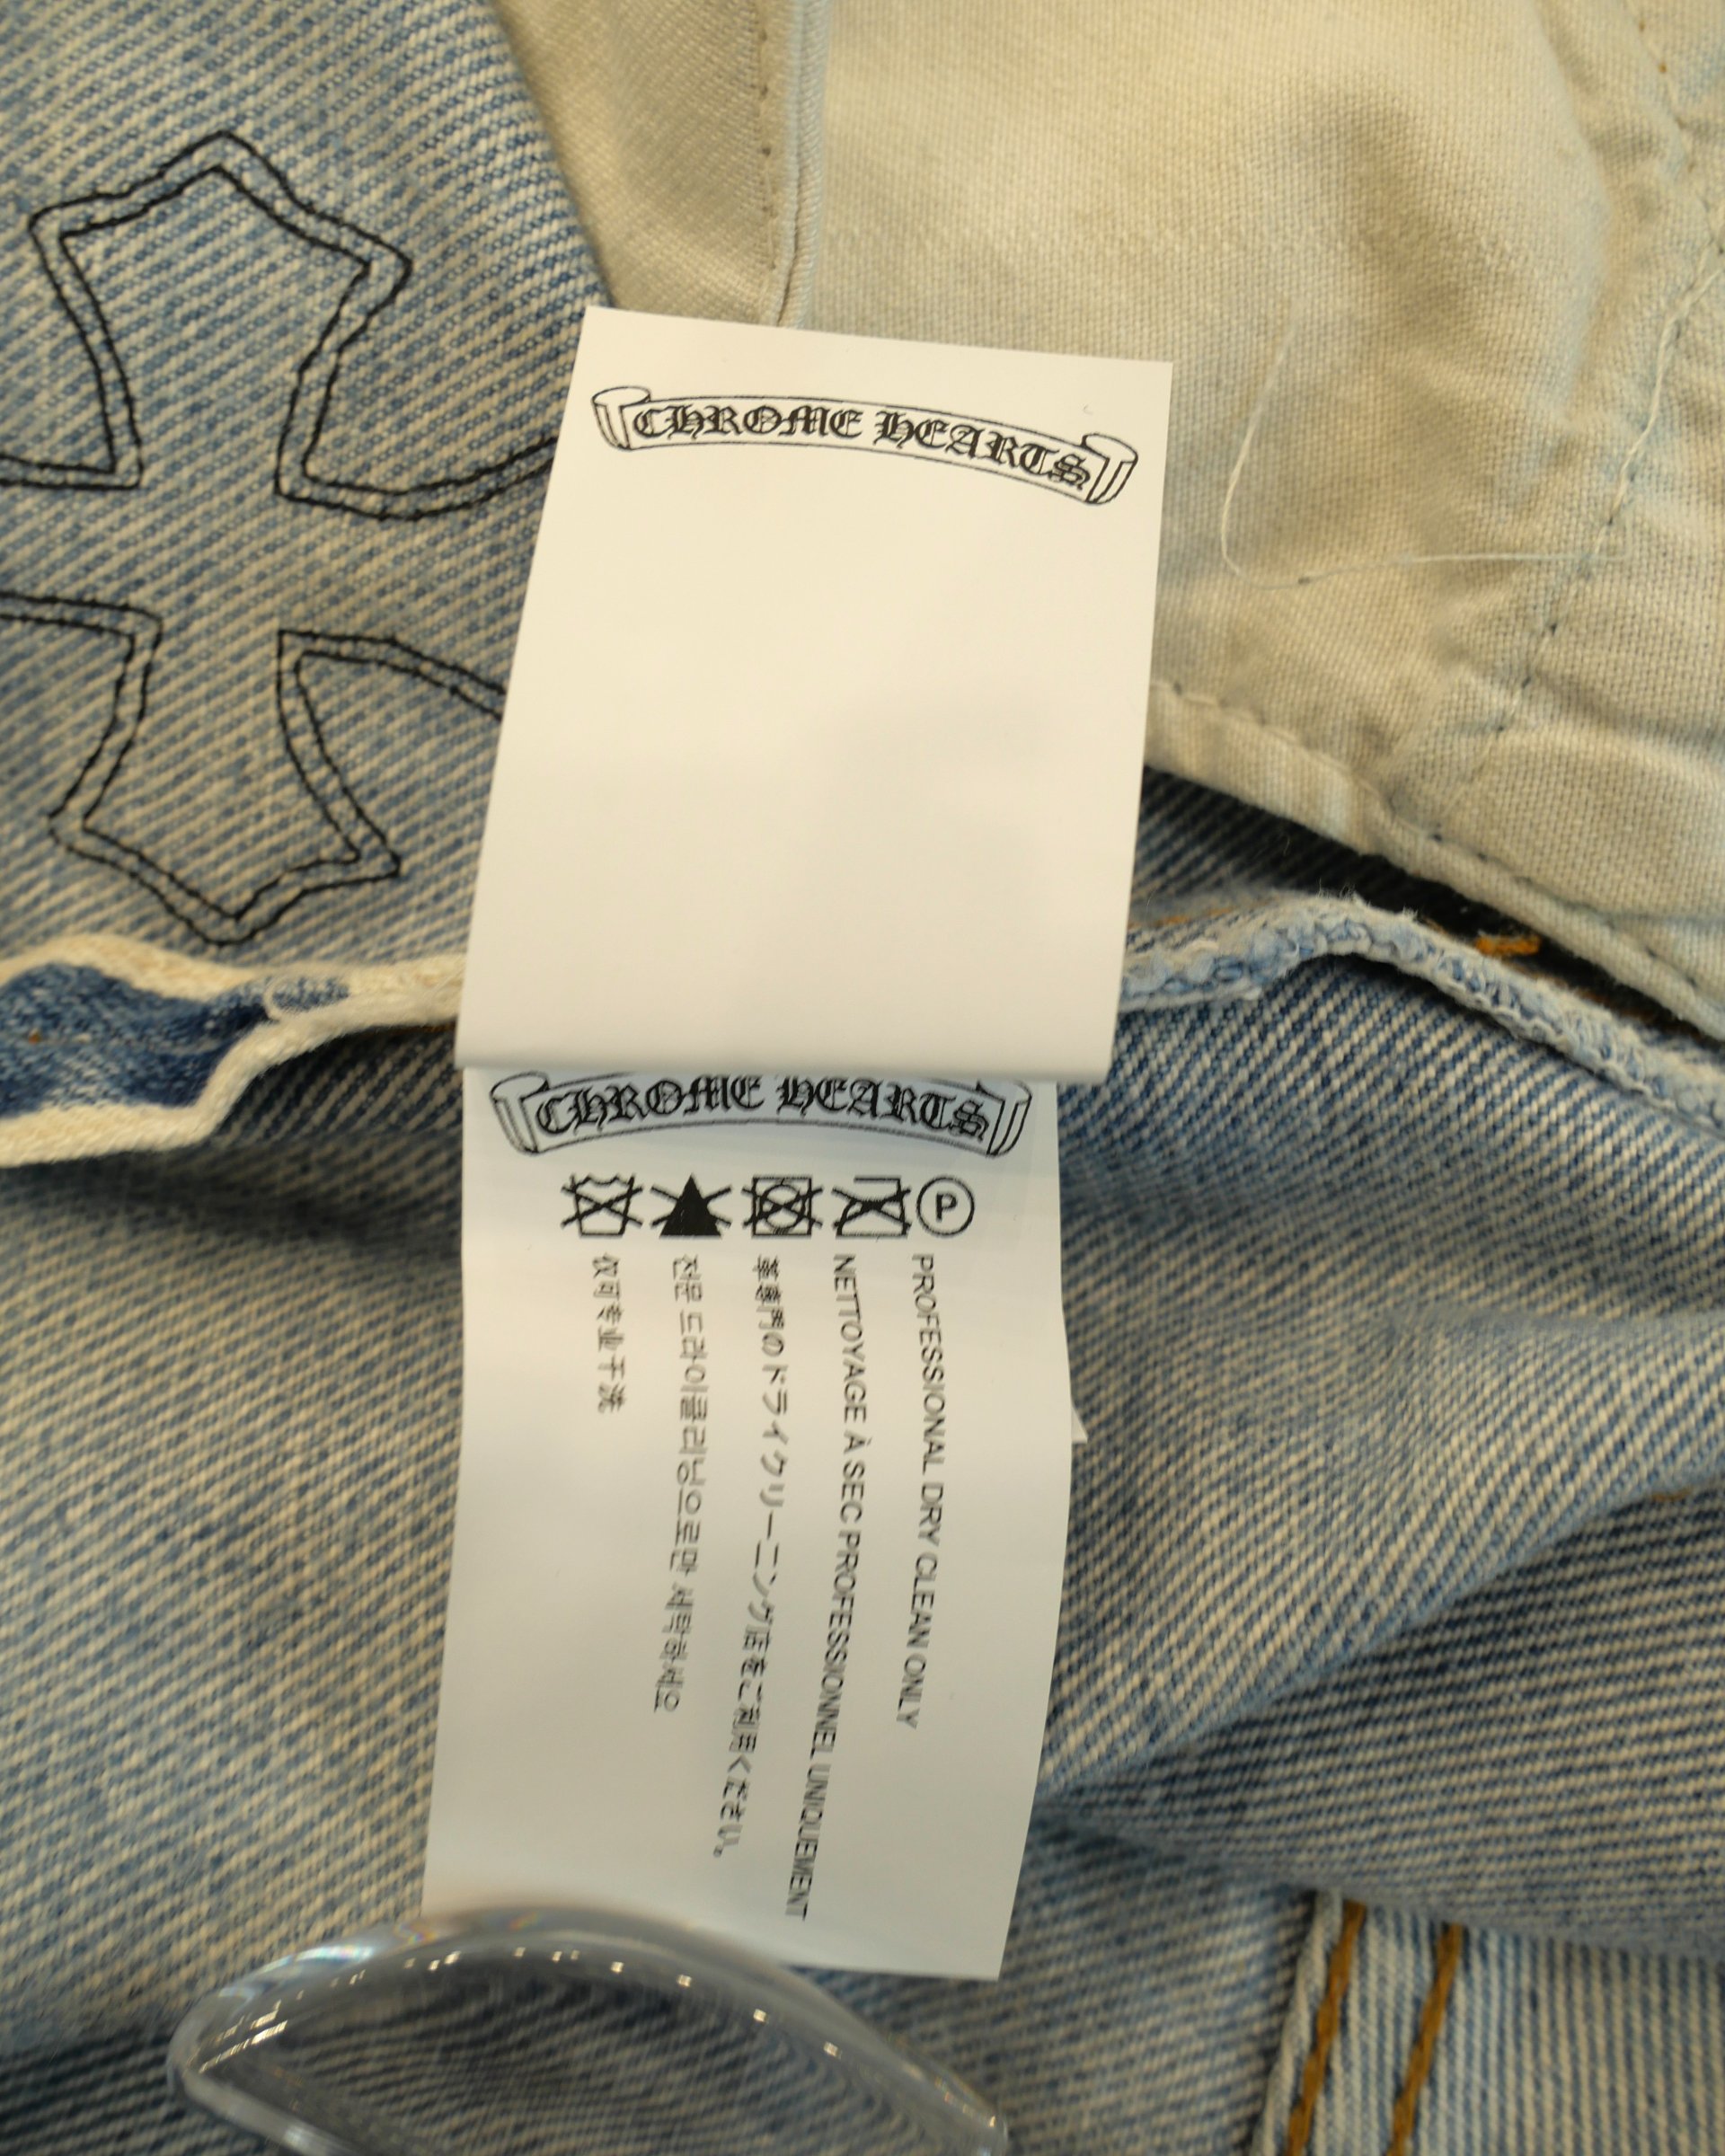 CHROME HEARTS
CHROME HEARTS
P
PROFESSIONAL DRY CLEAN ONLY
NETTOYAGE À SEC PROFESSIONNEL UNIQUEMENT
革専門のドライクリーニング店をご利用ください。
전문 드라이클리닝으로만 세탁하세요
仅可专业干洗